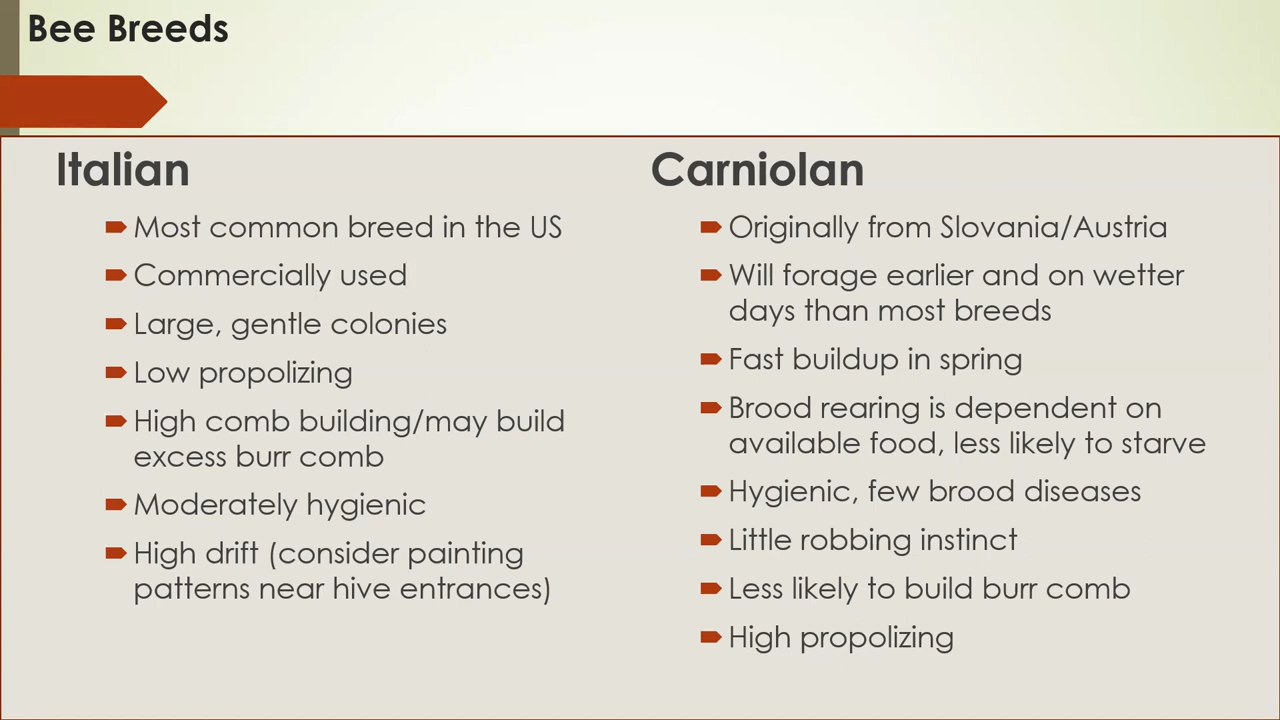 Bee Breeds
Italian
Most common breed in the US
Commercially used
Large, gentle colonies
Low propolizing
High comb building/may build
excess burr comb
Moderately hygienic
High drift (consider painting
patterns near hive entrances)
Carniolan
Originally from Slovania/Austria
Will forage earlier and on wetter
days than most breeds
Fast buildup in spring
Brood rearing is dependent on
available food, less likely to starve
Hygienic, few brood diseases
Little robbing instinct
Less likely to build burr comb
High propolizing